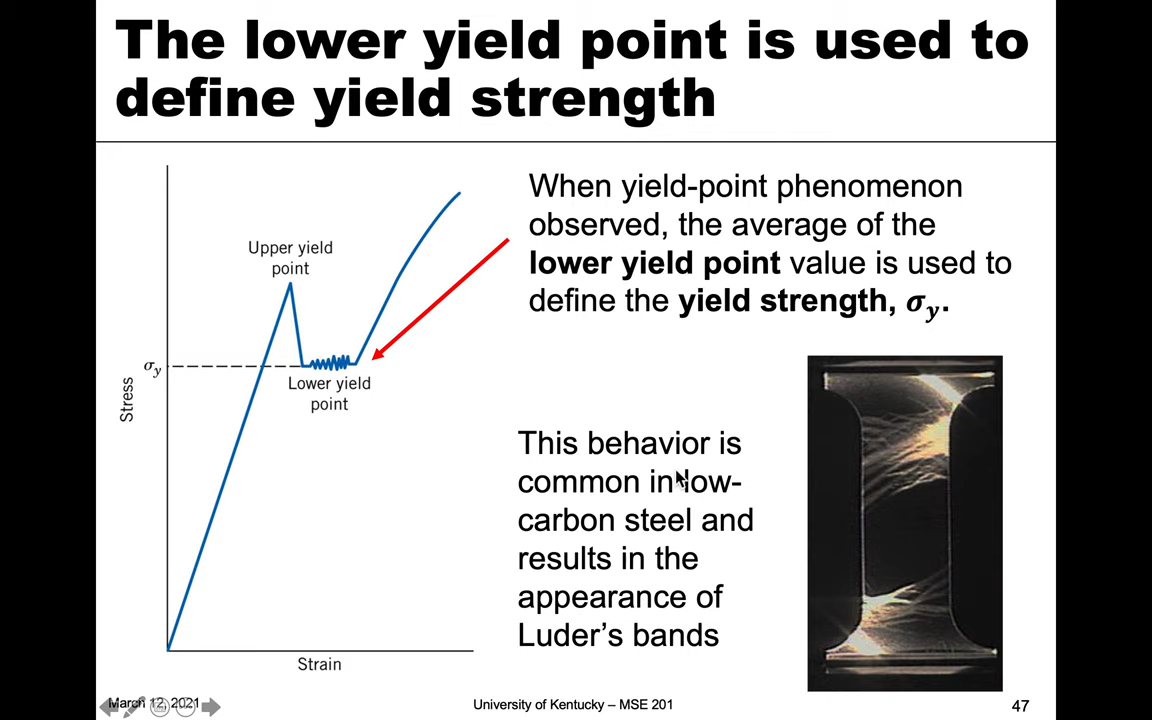 The lower yield point is used to
define yield strength
When yield-point phenomenon
observed, the average of the
lower yield point value is used to
define the yield strength, σy.
Upper yield
point
σy
Lower yield
point
Stress
Strain
This behavior is
common in low-
carbon steel and
results in the
appearance of
Luder’s bands
March 12, 2021
University of Kentucky – MSE 201
47